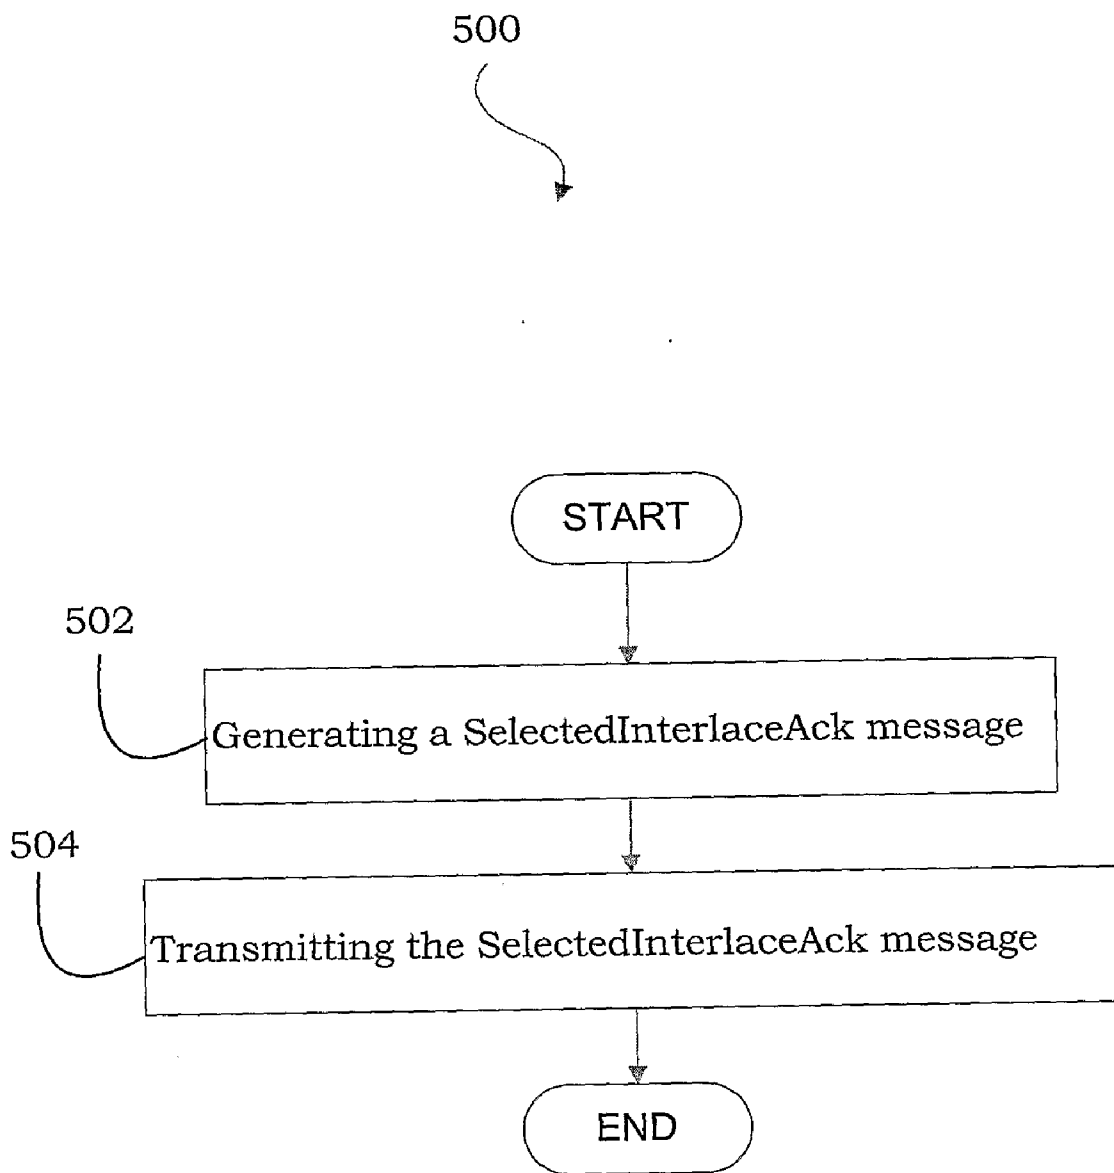 500
START
502
Generating a SelectedInterlaceAck message
504
Transmitting the SelectedInterlaceAck message
END